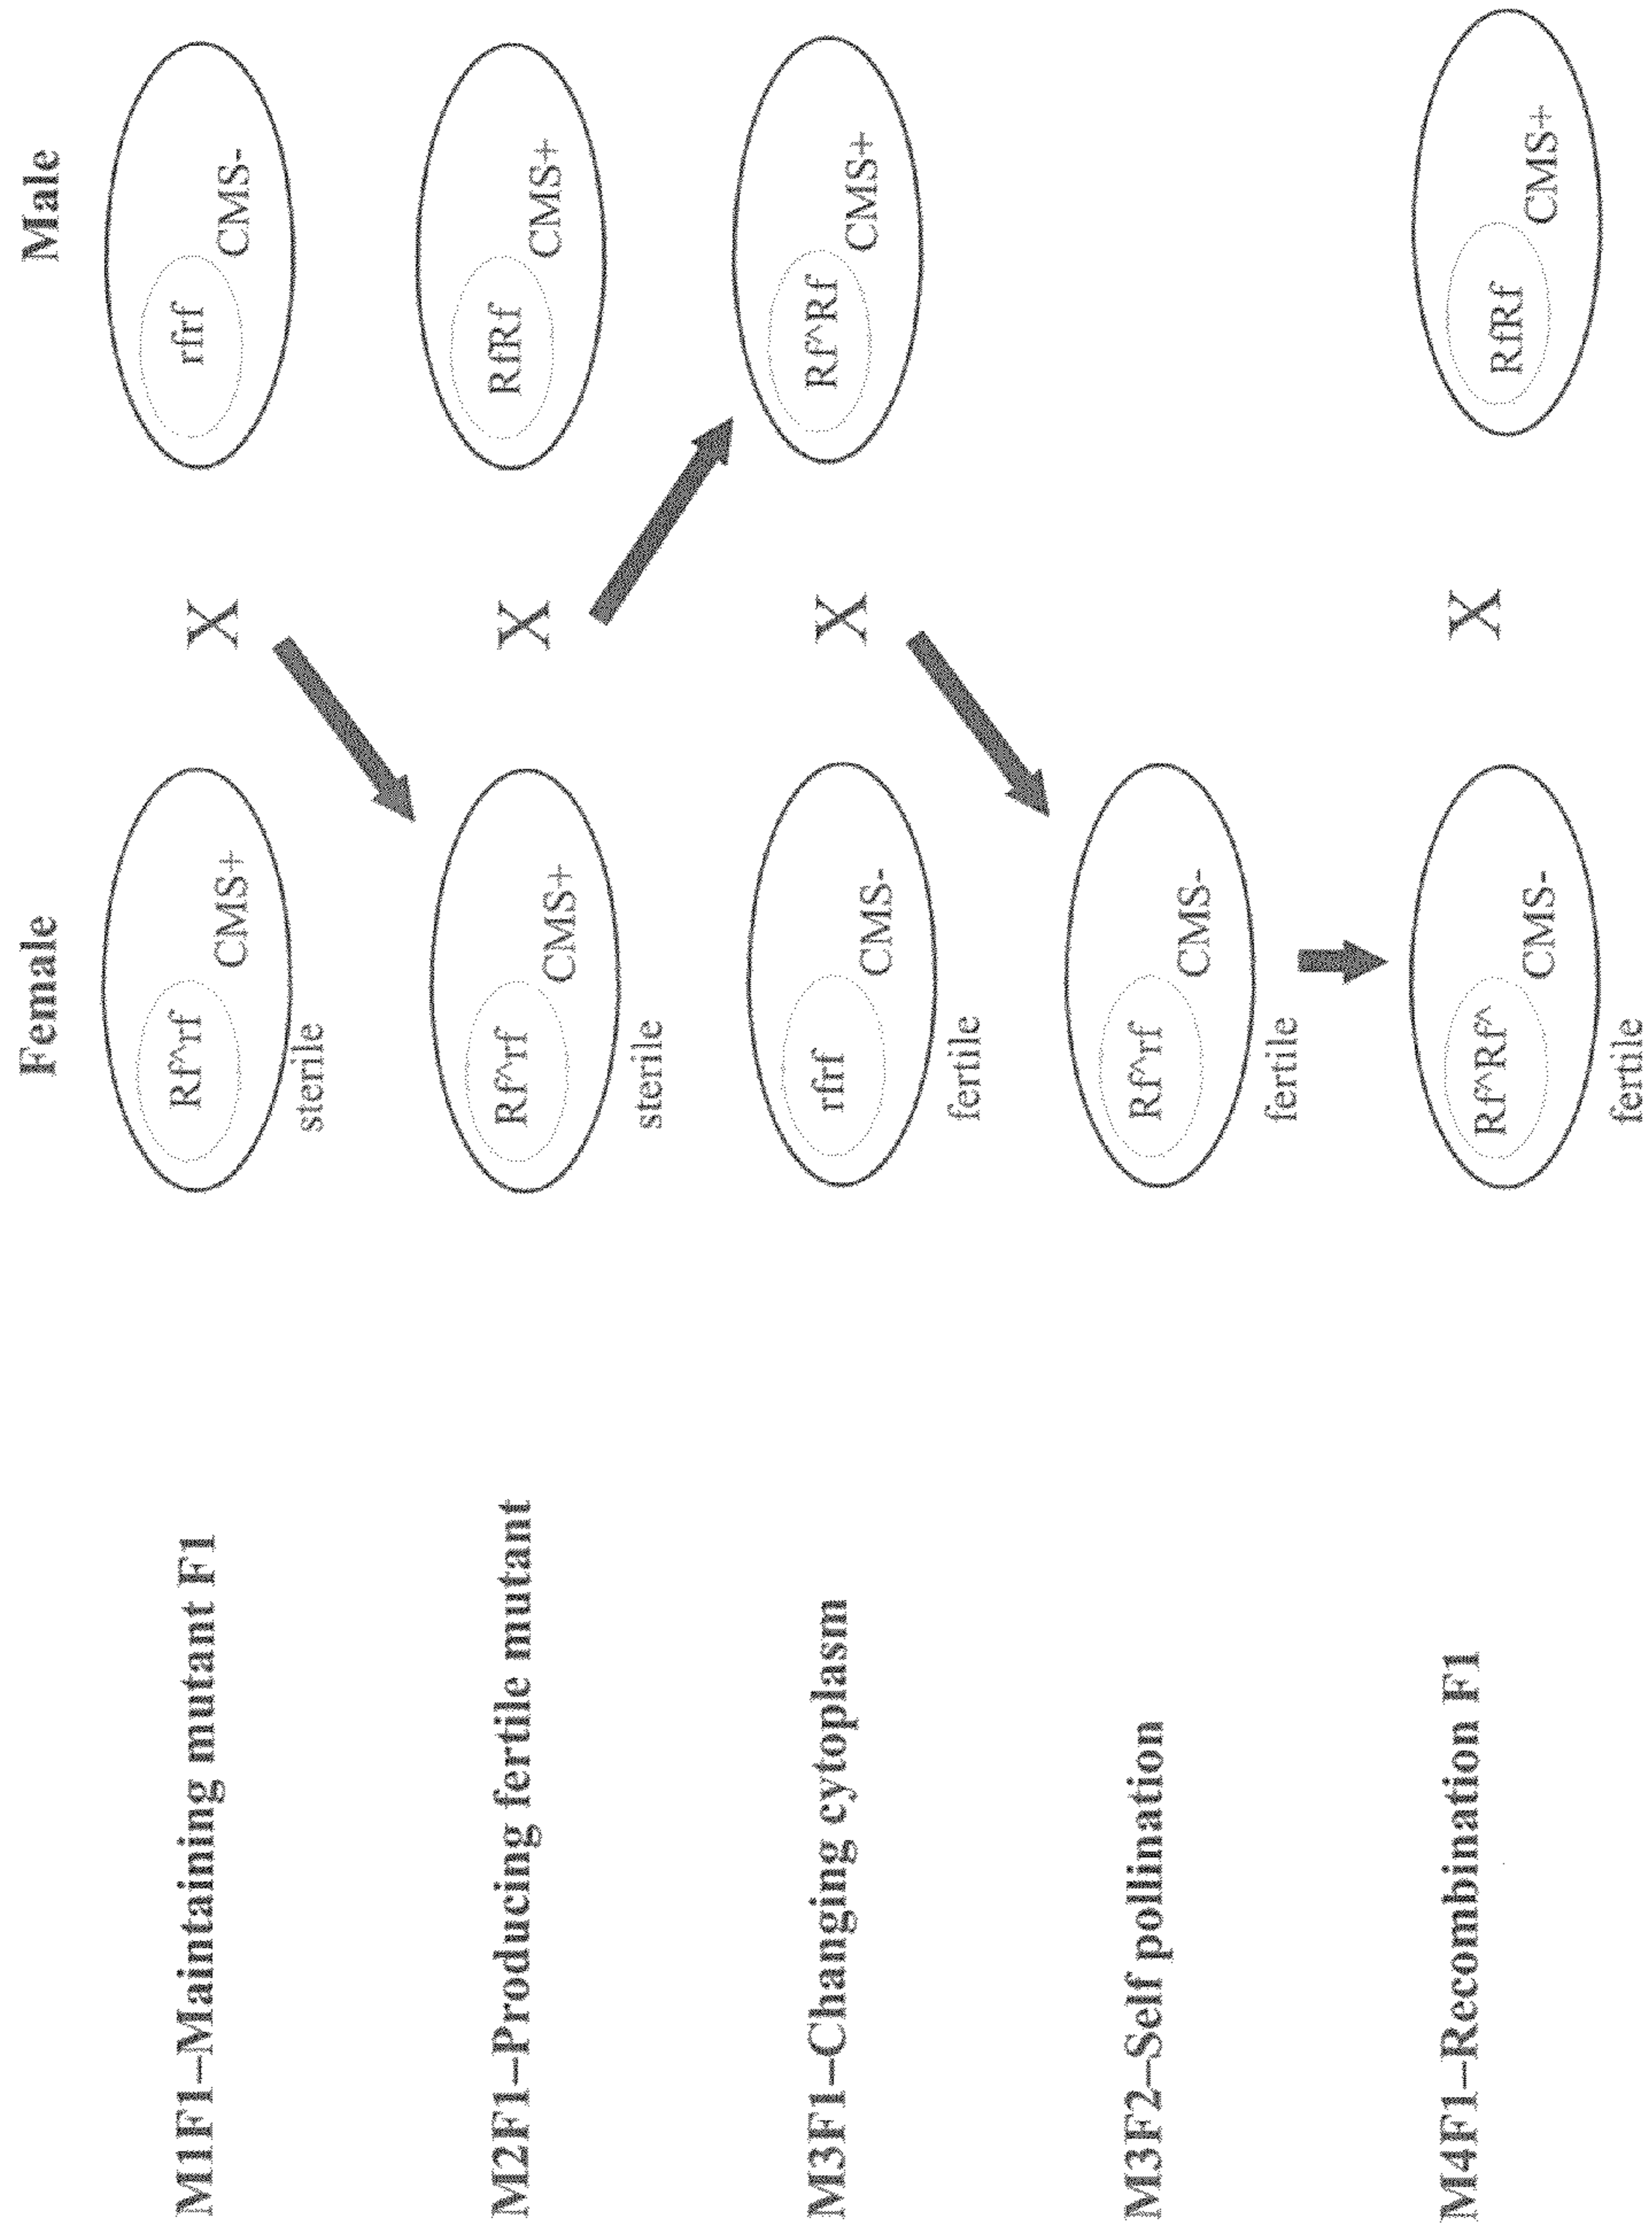 Female Male
M1F1–Maintaining mutant F1
Rf^rf
CMS+
sterile
X
rfrf
CMS-
M2F1–Producing fertile mutant
Rf^rf
CMS+
sterile
X
RfRf
CMS+
M3F1–Changing cytoplasm
rfrf
CMS-
fertile
X
Rf^Rf
CMS+
M3F2–Self pollination
Rf^rf
CMS-
fertile
M4F1–Recombination F1
Rf^Rf^
CMS-
fertile
X
RfRf
CMS+